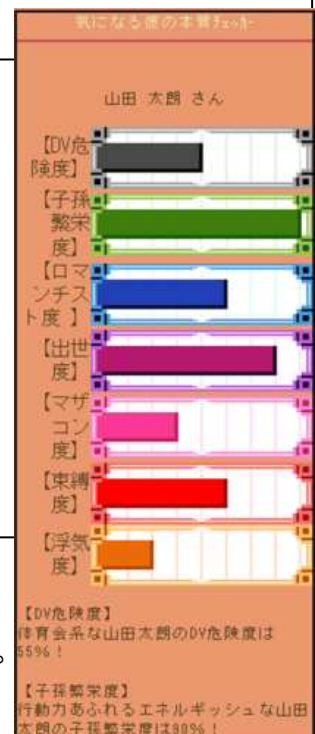 気になる彼の本質ﾁｪｯｶｰ
山田 太朗 さん
【DV危
険度】
【子孫
繁栄
度】
【ロマ
ンチス
ト度 】
【出世
度】
【マザ
コン
度】
【束縛
度】
【浮気
度】
【DV危険度】
体育会系な山田太朗のDV危険度は
55%！
。
【子孫繁栄度】
行動力あふれるエネルギッシュな山田
太朗の子孫繁栄度は90%！